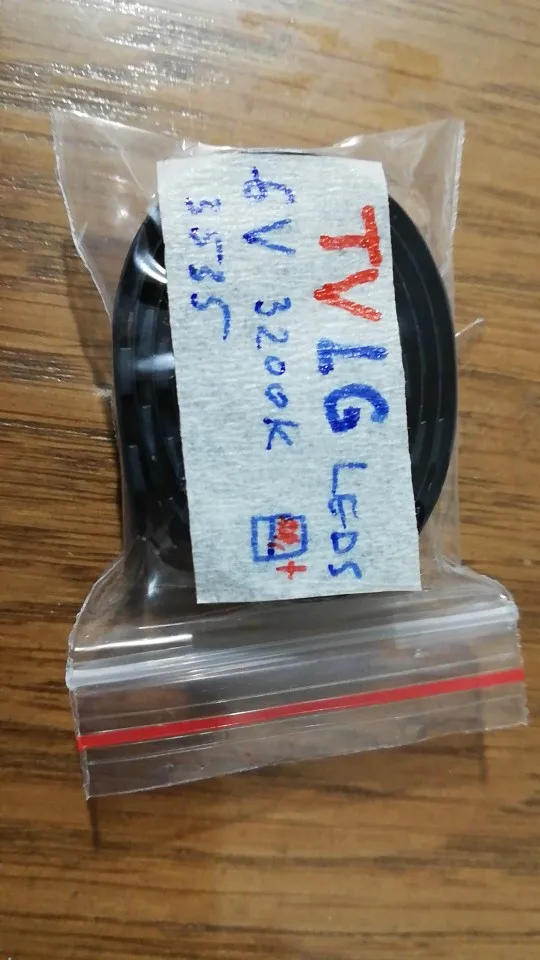 TV LG LEDS
6V 3200K +
3535